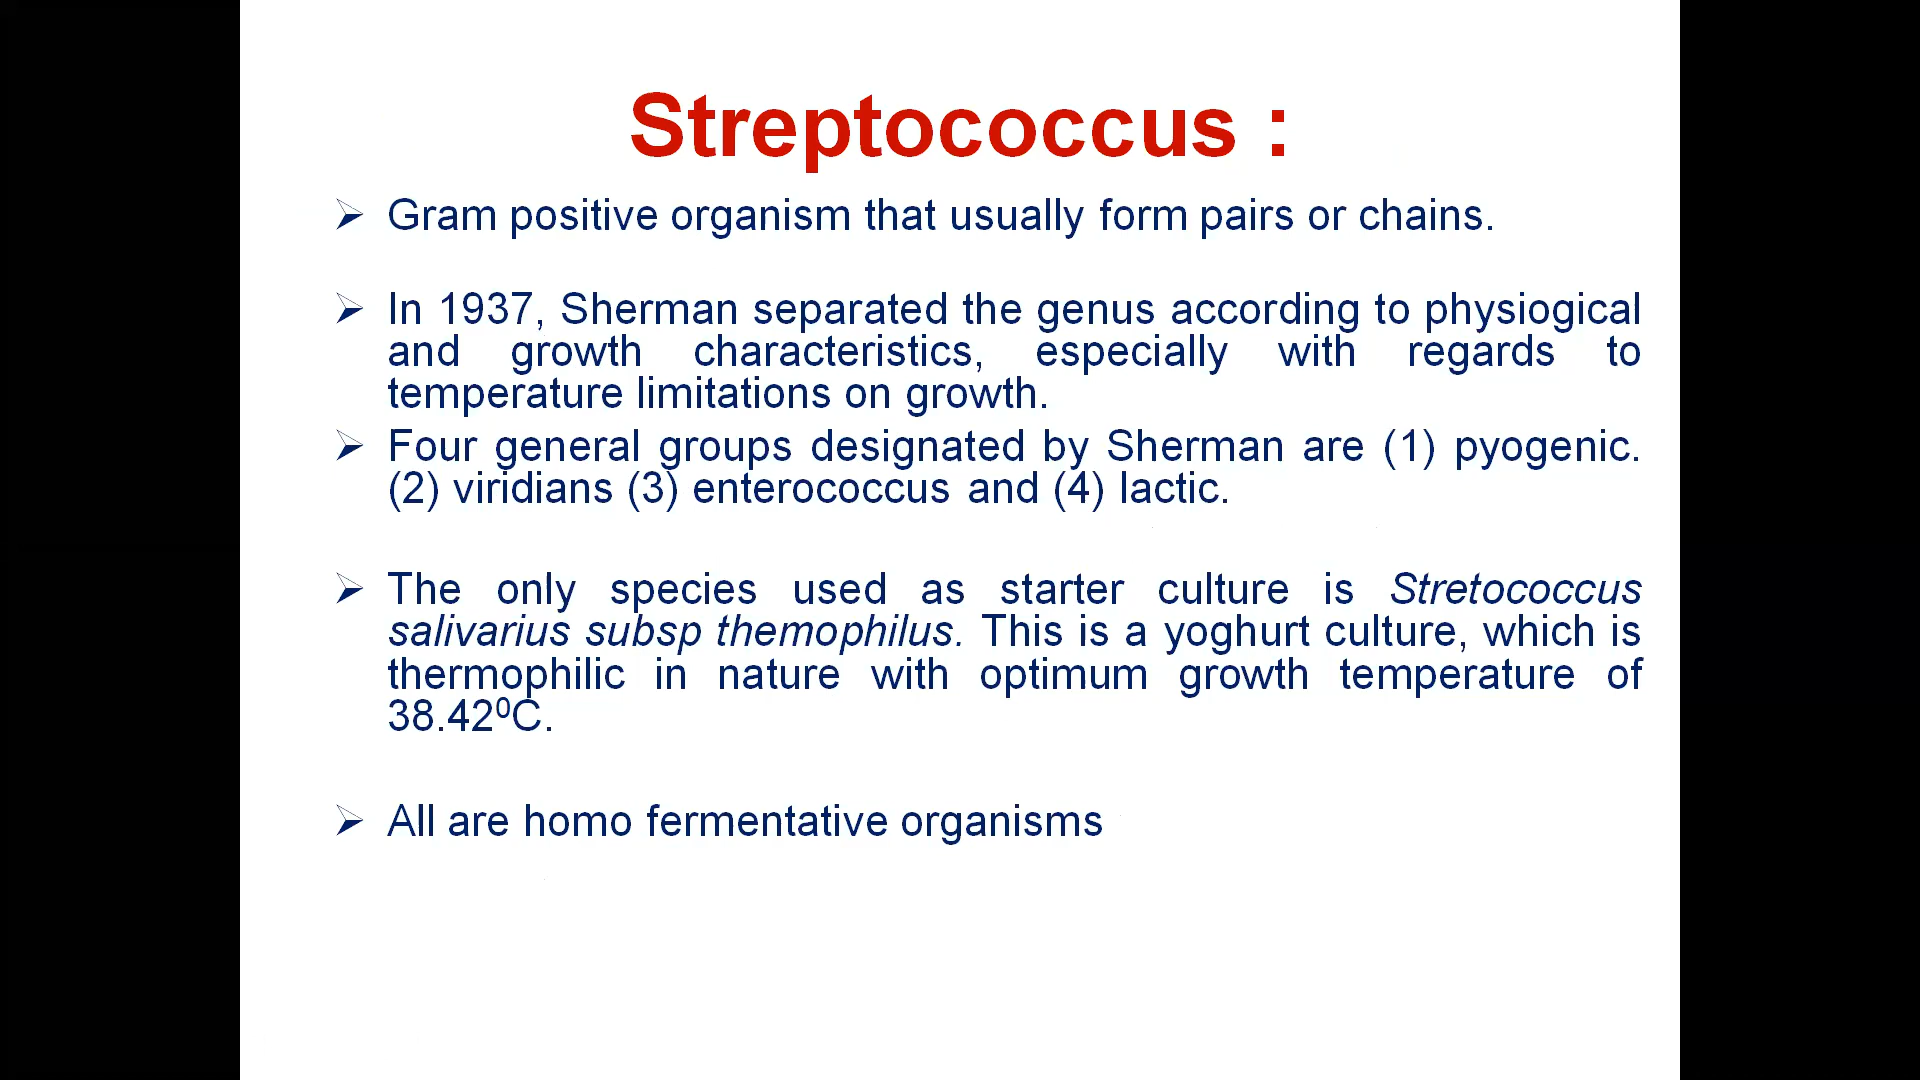 Streptococcus :
➢ Gram positive organism that usually form pairs or chains.
➢ In 1937, Sherman separated the genus according to physiogical
and growth characteristics, especially with regards to
temperature limitations on growth.
➢ Four general groups designated by Sherman are (1) pyogenic.
(2) viridians (3) enterococcus and (4) lactic.
➢ The only species used as starter culture is Stretococcus
salivarius subsp themophilus. This is a yoghurt culture, which is
thermophilic in nature with optimum growth temperature of
38.42⁰C.
➢ All are homo fermentative organisms